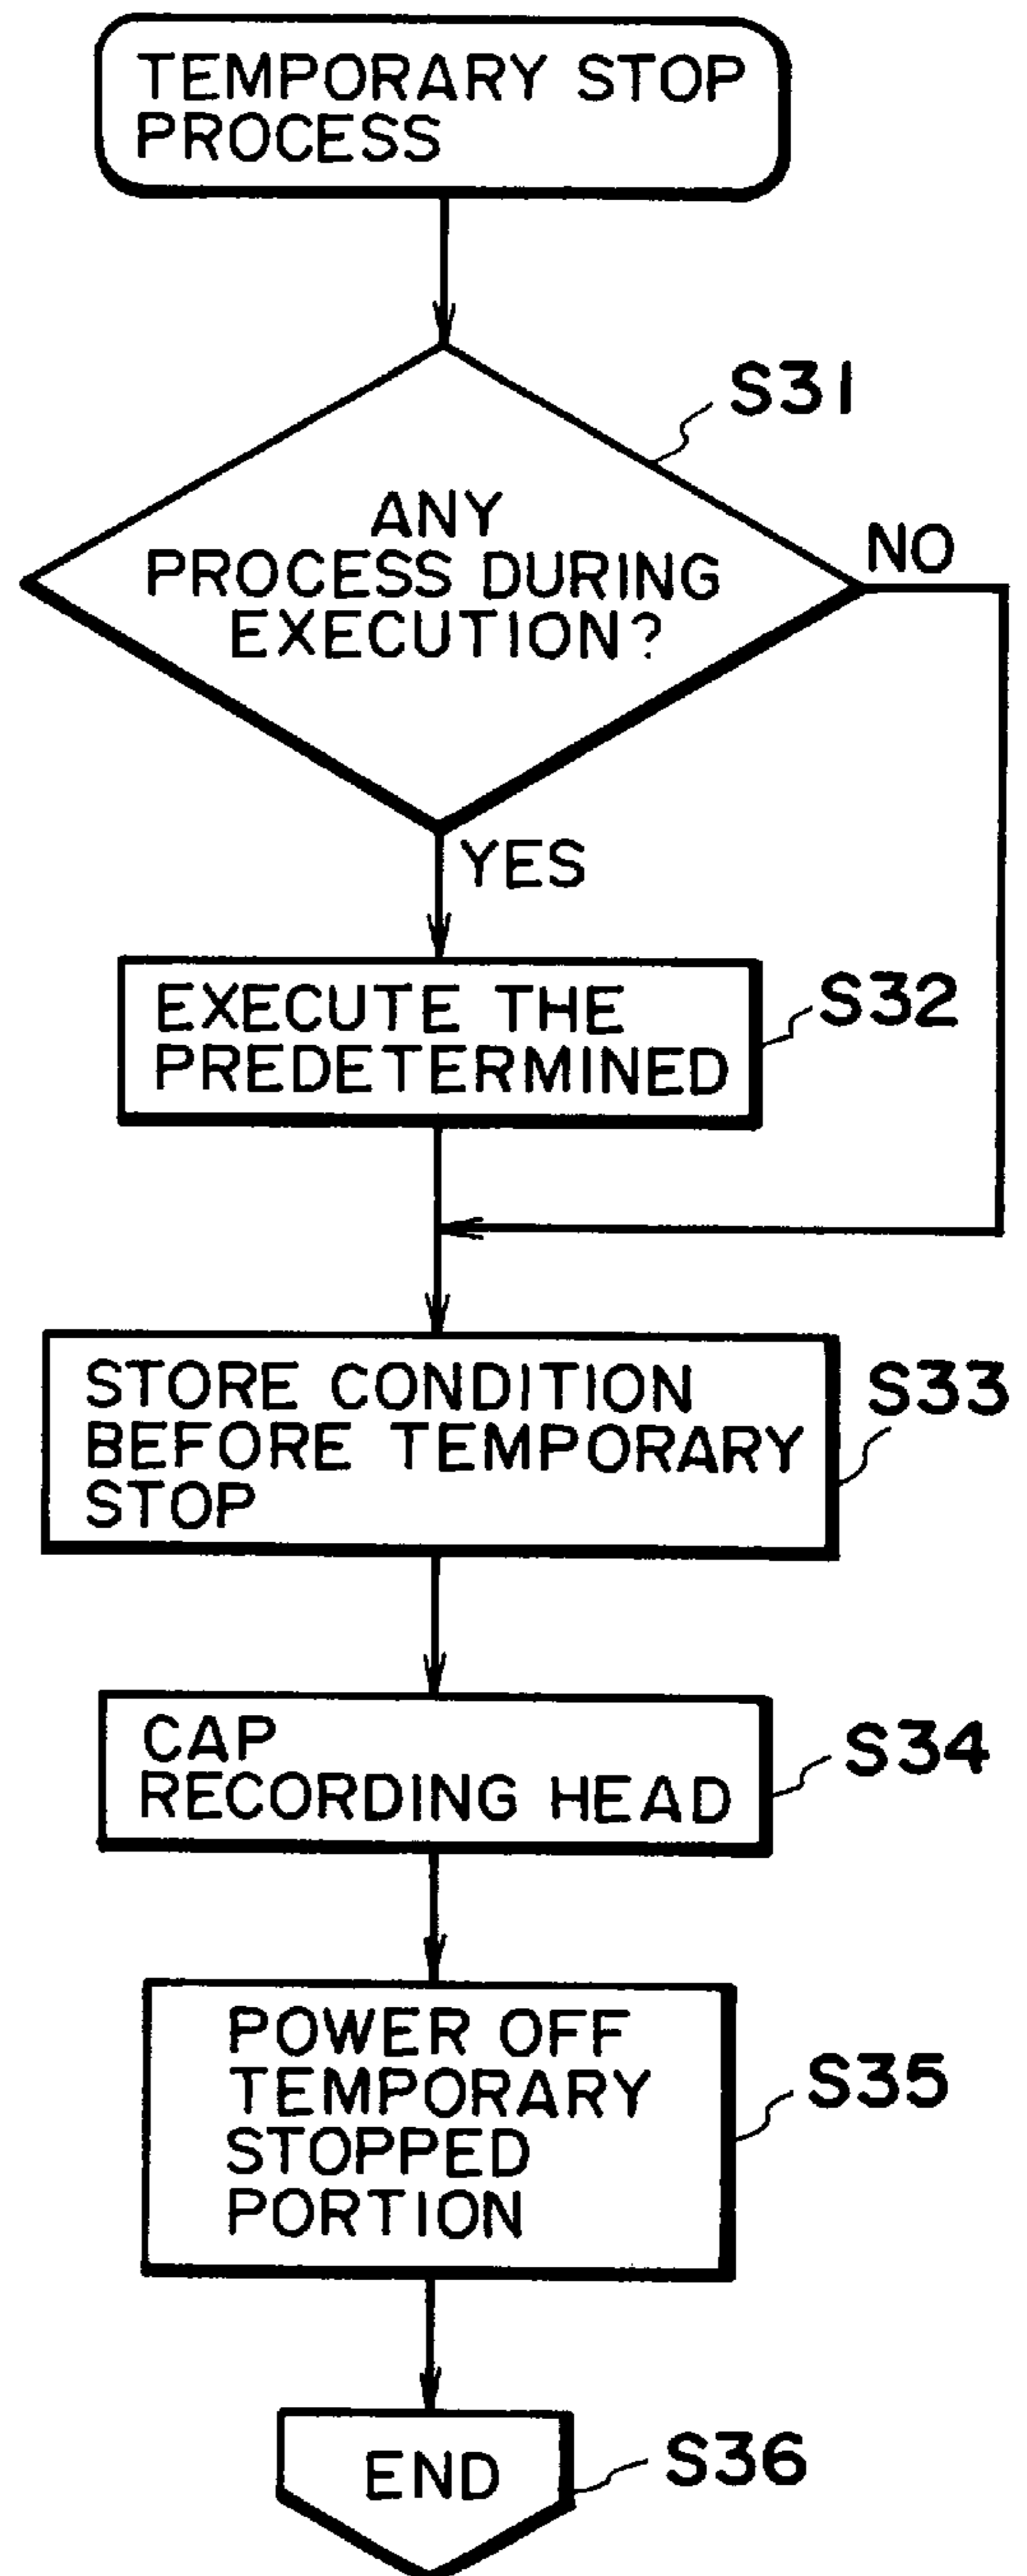 TEMPORARY STOP
PROCESS
S31
ANY
PROCESS DURING
EXECUTION?
NO
YES
EXECUTE THE
PREDETERMINED
S32
STORE CONDITION
BEFORE TEMPORARY
STOP
S33
CAP
RECORDING HEAD
S34
POWER OFF
TEMPORARY
STOPPED
PORTION
S35
END
S36